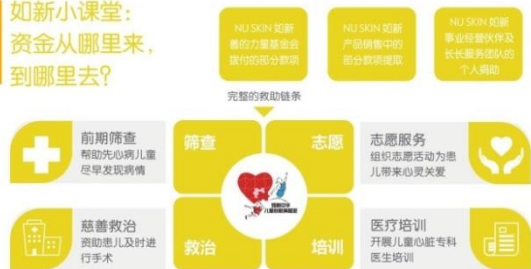 如新小课堂：
资金从哪里来，
到哪里去？
NU SKIN 如新
善的力量基金会
拨付的部分款项
NU SKIN 如新
产品销售中的
部分款项提取
NU SKIN 如新
事业经营伙伴及
长长服务团队的
个人捐助
完整的救助链条
前期筛查
帮助先心病儿童
尽早发现病情
筛查
志愿
志愿服务
组织志愿活动为患
儿带来心灵关爱
慈善救治
资助患儿及时进
行手术
救治
培训
医疗培训
开展儿童心脏专科
医生培训